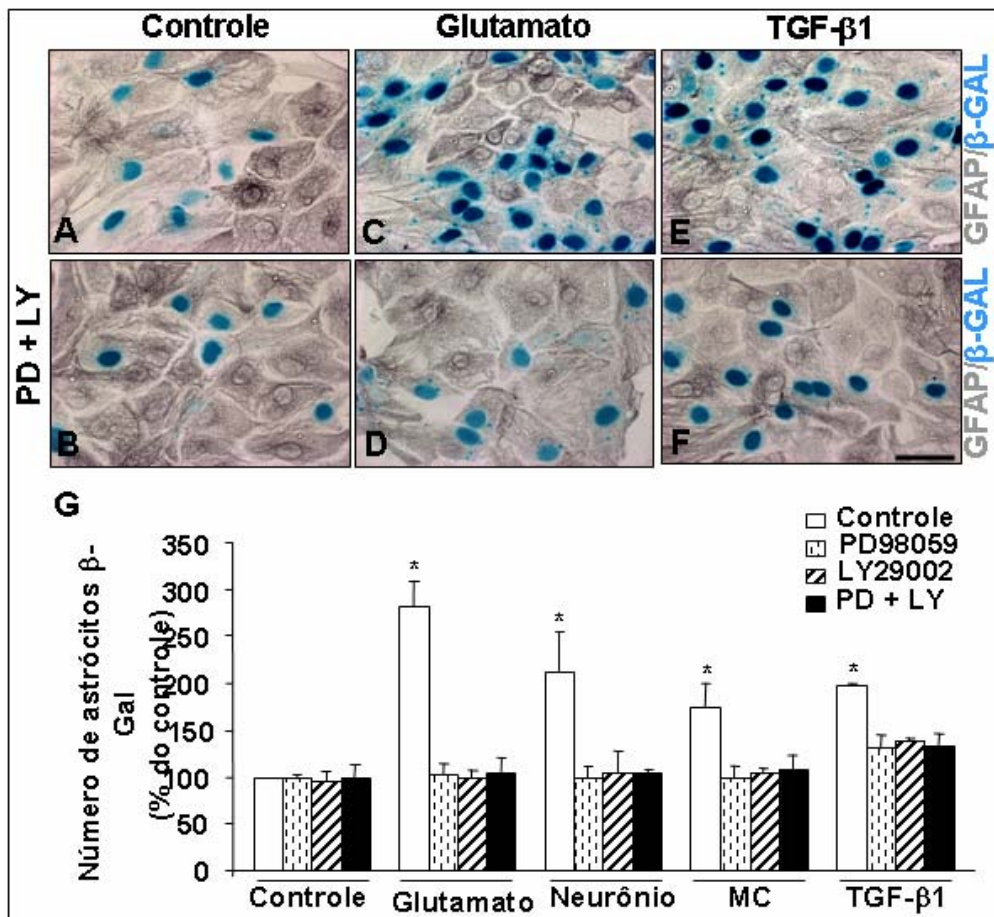 Controle
Glutamato
TGF-β1
A
C
E
GFAP/β-GAL
PD + LY
B
D
F
GFAP/β-GAL
G
Controle
PD98059
LY29002
PD + LY
Número de astrócitos β-
Gal
(% do controle)
350
300
250
200
150
100
50
0
*
*
*
*
Controle
Glutamato
Neurônio
MC
TGF-β1